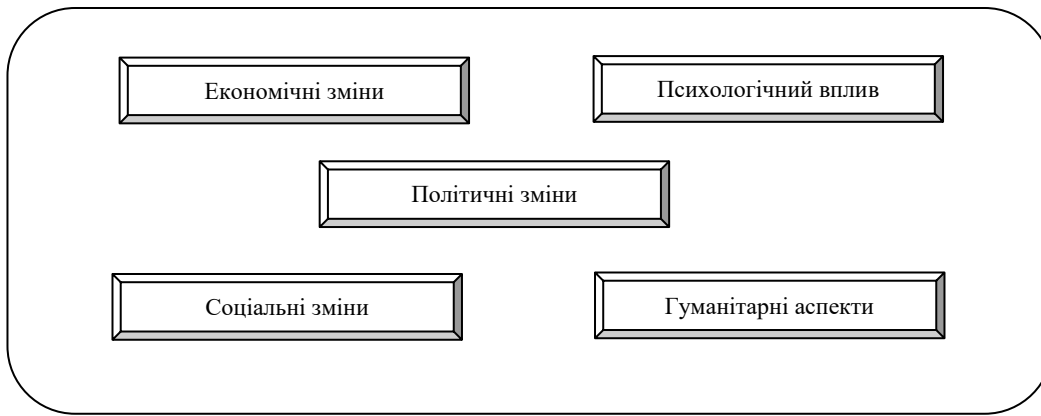 Економічні зміни
Психологічний вплив
Політичні зміни
Соціальні зміни
Гуманітарні аспекти